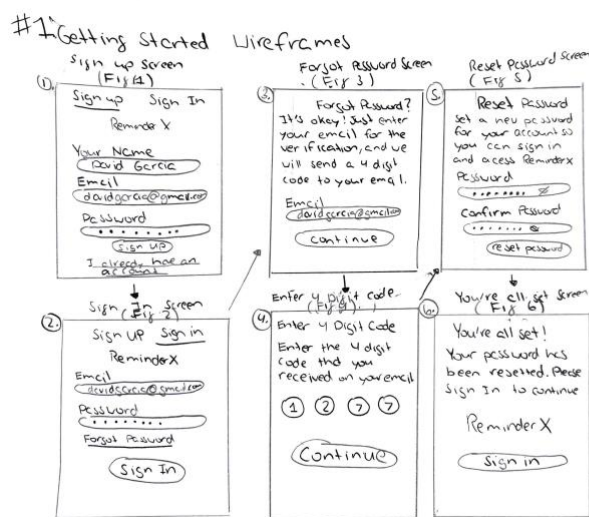 #1: Getting Started Wireframes
Sign up Screen
(Fig 1)
1.
Sign up Sign In
ReminderX
Your Name
David Garcia
Email
davidgarcia@gmail.com
Password
Sign up
I already have an
account
Sign In Screen
(Fig 2)
2.
Sign UP Sign in
ReminderX
Email
davidgarcia@gmail.com
Password
Forgot Password
Sign In
Forgot Password Screen
(Fig 3)
3.
Forgot Password?
It's okay! Just enter
your email for the
verification, and we
will send a 4 digit
code to your email.
Email
davidgarcia@gmail.com
Continue
Enter 4 Digit code
4.
Enter 4 Digit Code
Enter the 4 digit
code that you
received on your email
1 2 7 7
Continue
Reset Password Screen
(Fig 5)
5.
Reset Password
Set a new password
for your account so
you can sign in
and acess ReminderX
Password
Confirm Password
reset password
You're all set Screen
(Fig 6)
6.
You're all set!
Your password has
been resetted. Please
Sign In to continue
ReminderX
Sign in